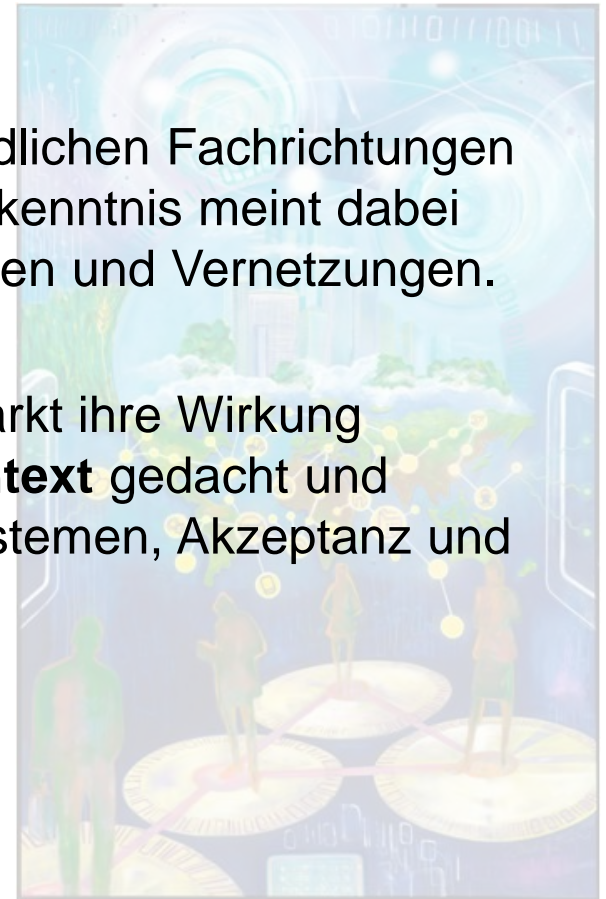 dlichen Fachrichtungen
kenntnis meint dabei
en und Vernetzungen.
arkt ihre Wirkung
text gedacht und
stemen, Akzeptanz und